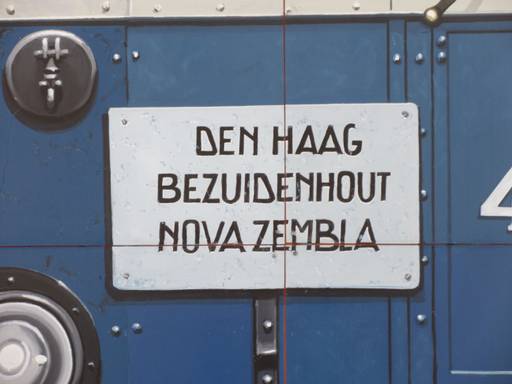 DEN HAAG
BEZUIDENHOUT
NOVA ZEMBLA
4